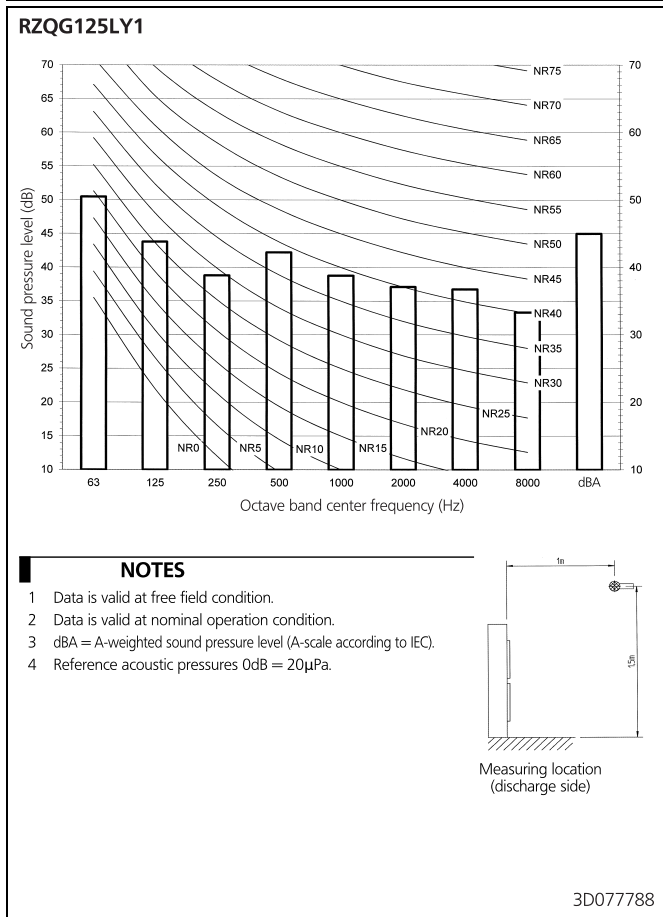 RZQG125LY1
70
65
60
55
50
45
40
35
30
25
20
15
10
Sound pressure level (dB)
70
60
50
40
30
20
10
NR75
NR70
NR65
NR60
NR55
NR50
NR45
NR40
NR35
NR30
NR25
NR20
NR0 NR5 NR10 NR15
63 125 250 500 1000 2000 4000 8000 dBA
Octave band center frequency (Hz)
NOTES
1 Data is valid at free field condition.
2 Data is valid at nominal operation condition.
3 dBA = A-weighted sound pressure level (A-scale according to IEC).
4 Reference acoustic pressures 0dB = 20µPa.
1m
1.5m
Measuring location
(discharge side)
3D077788